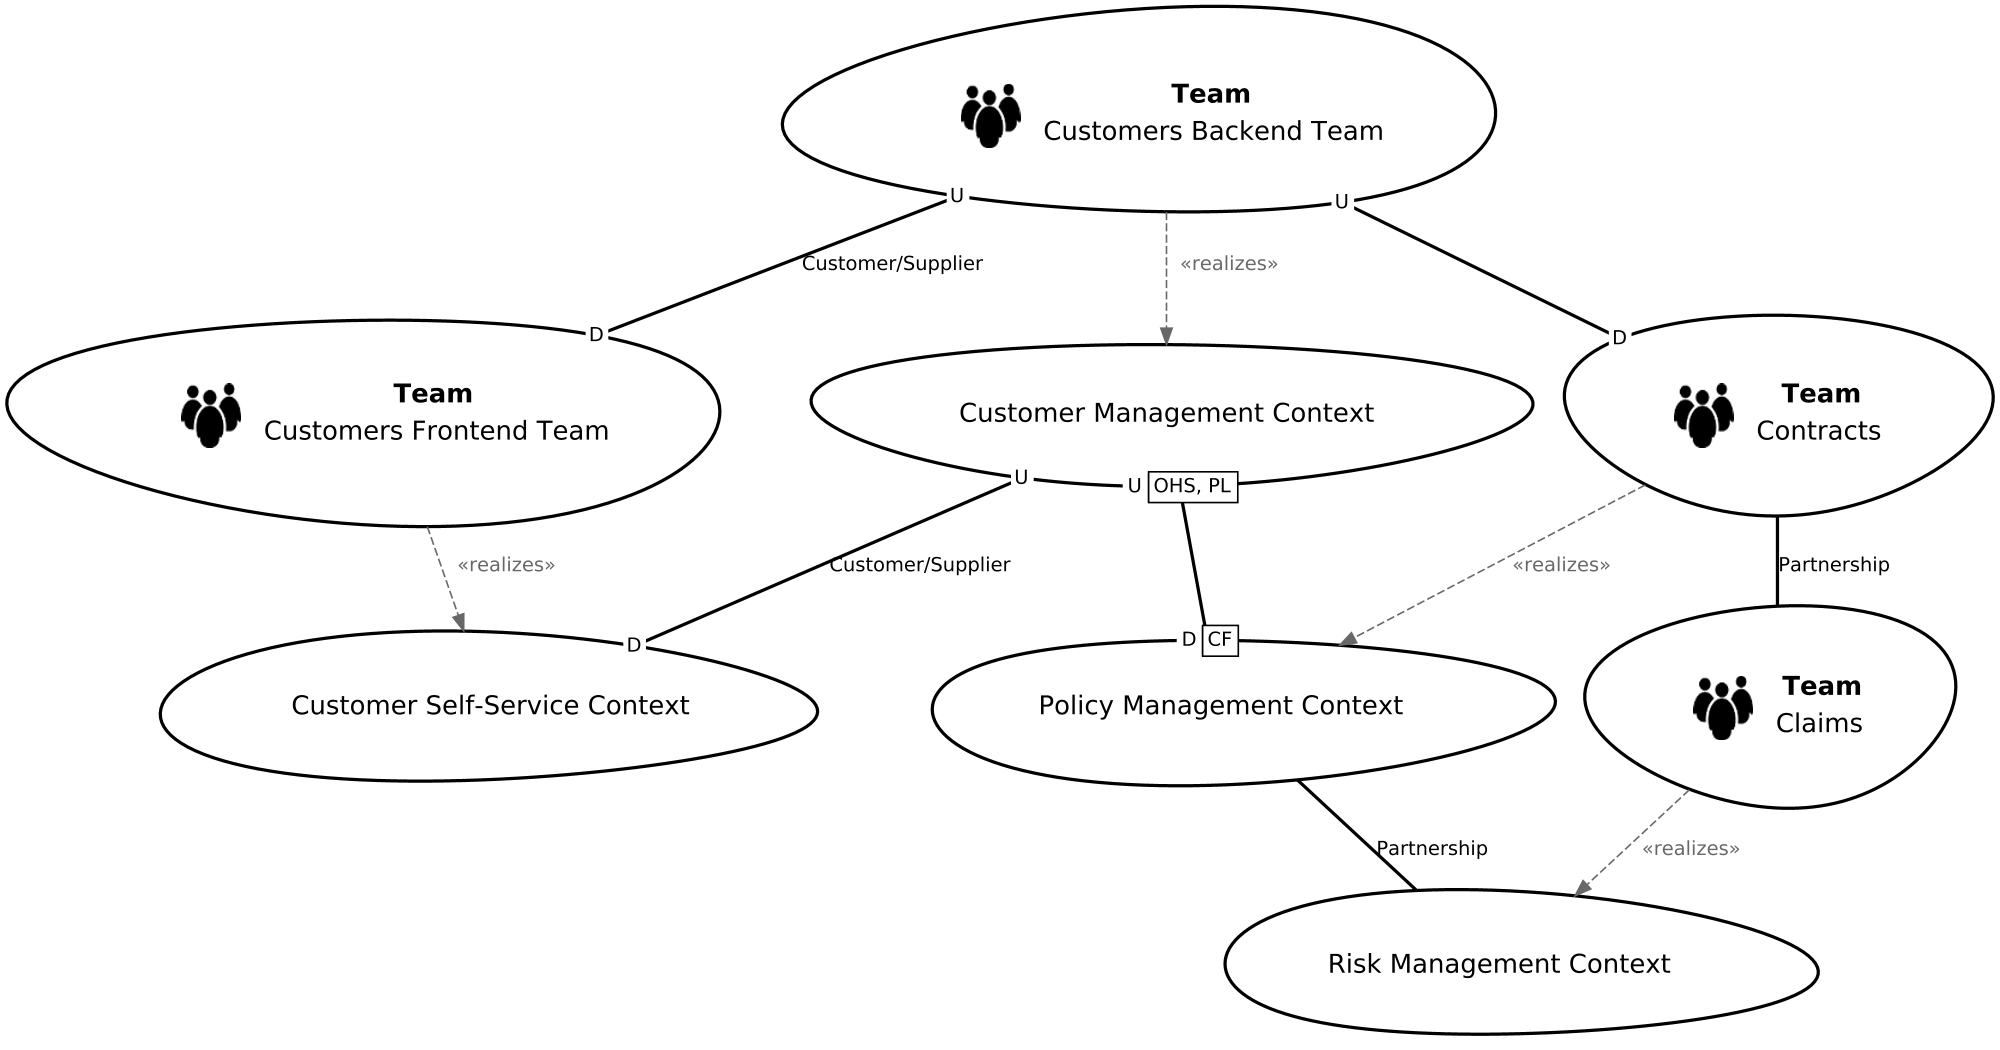 Team
Customers Backend Team
U
U
Customer/Supplier
«realizes»
D
D
Team
Customers Frontend Team
Customer Management Context
Team
Contracts
U
U
OHS, PL
«realizes»
Customer/Supplier
«realizes»
Partnership
D
D
CF
Customer Self-Service Context
Policy Management Context
Team
Claims
Partnership
«realizes»
Risk Management Context